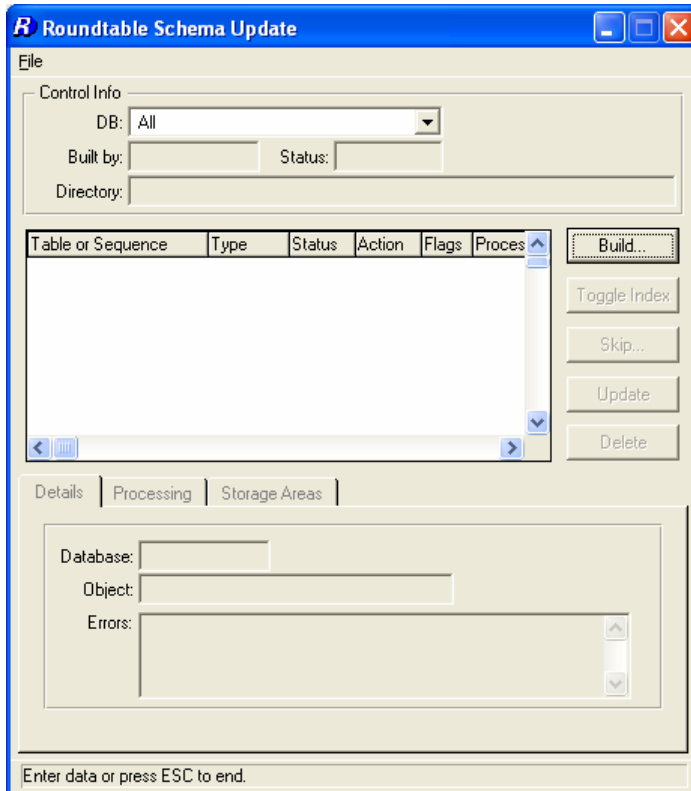 R Roundtable Schema Update
File
Control Info
DB: All
Built by: Status:
Directory:
Table or Sequence Type Status Action Flags Proces
Build...
Toggle Index
Skip...
Update
Delete
Details Processing Storage Areas
Database:
Object:
Errors:
Enter data or press ESC to end.